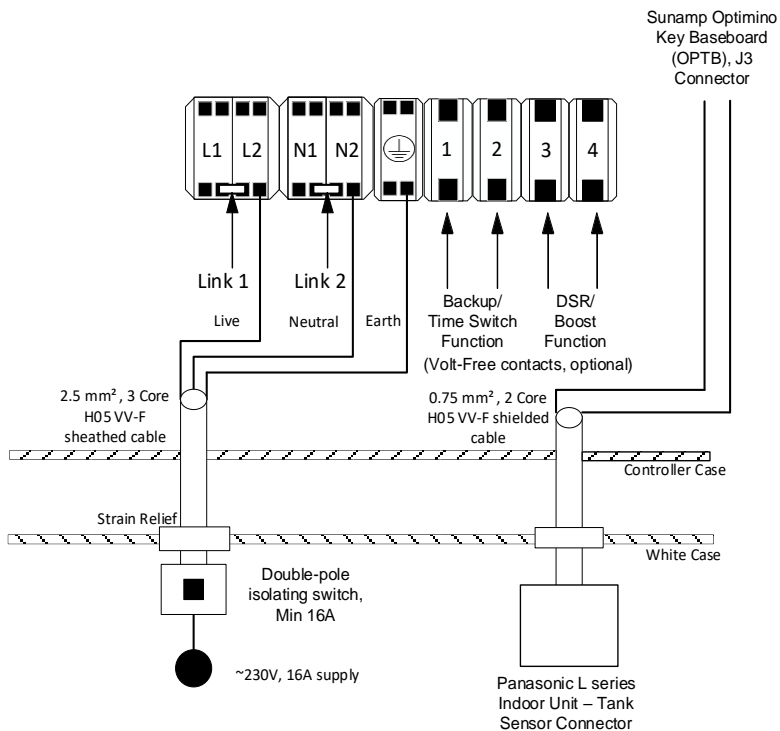 Sunamp Optimino
Key Baseboard
(OPTB), J3
Connector
L1 L2 N1 N2 1 2 3 4
Link 1
Link 2
Live
Neutral
Earth
Backup/
Time Switch
Function
DSR/
Boost
Function
(Volt-Free contacts, optional)
2.5 mm² , 3 Core
H05 VV-F
sheathed cable
0.75 mm² , 2 Core
H05 VV-F shielded
cable
Controller Case
Strain Relief
White Case
Double-pole
isolating switch,
Min 16A
~230V, 16A supply
Panasonic L series
Indoor Unit – Tank
Sensor Connector